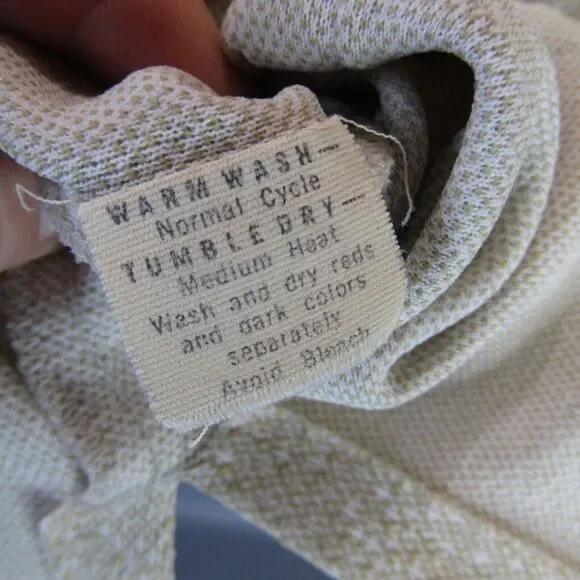 WARM WASH—
Normal Cycle
TUMBLE DRY—
Medium Heat
Wash and dry reds
and dark colors
separately
Avoid Bleach